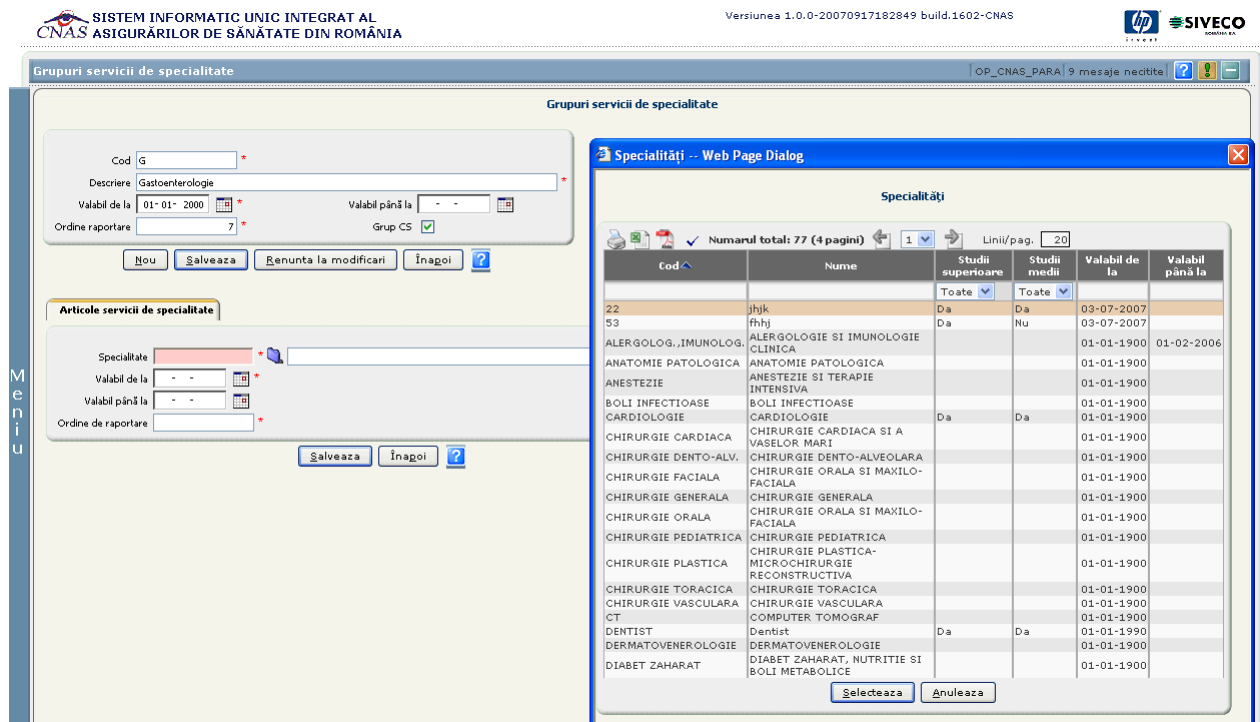 SISTEM INFORMATIC UNIC INTEGRAT AL
CNAS ASIGURĂRILOR DE SĂNĂTATE DIN ROMÂNIA
Versiunea 1.0.0-20070917182849 build.1602-CNAS
hp
invent
SIVECO
ROMÂNIA SA
Grupuri servicii de specialitate
OP_CNAS_PARA 9 mesaje necitite ? !
Meniu
Grupuri servicii de specialitate
Cod G *
Descriere Gastoenterologie *
Valabil de la 01- 01- 2000 * Valabil până la - -
Ordine raportare 7 * Grup CS
Nou Salveaza Renunta la modificari Înapoi ?
Articole servicii de specialitate
Specialitate *
Valabil de la - - *
Valabil până la - -
Ordine de raportare *
Salveaza Înapoi ?
Specialităţi -- Web Page Dialog
Specialităţi
Numarul total: 77 (4 pagini) 1 Linii/pag. 20
Cod Nume Studii superioare Studii medii Valabil de la Valabil până la
Toate Toate
22 jhjk Da Da 03-07-2007
53 fhhj Da Nu 03-07-2007
ALERGOLOG.,IMUNOLOG. ALERGOLOGIE SI IMUNOLOGIE CLINICA 01-01-1900 01-02-2006
ANATOMIE PATOLOGICA ANATOMIE PATOLOGICA 01-01-1900
ANESTEZIE ANESTEZIE SI TERAPIE INTENSIVA 01-01-1900
BOLI INFECTIOASE BOLI INFECTIOASE 01-01-1900
CARDIOLOGIE CARDIOLOGIE Da Da 01-01-1900
CHIRURGIE CARDIACA CHIRURGIE CARDIACA SI A VASELOR MARI 01-01-1900
CHIRURGIE DENTO-ALV. CHIRURGIE DENTO-ALVEOLARA 01-01-1900
CHIRURGIE FACIALA CHIRURGIE ORALA SI MAXILO-FACIALA 01-01-1900
CHIRURGIE GENERALA CHIRURGIE GENERALA 01-01-1900
CHIRURGIE ORALA CHIRURGIE ORALA SI MAXILO-FACIALA 01-01-1900
CHIRURGIE PEDIATRICA CHIRURGIE PEDIATRICA 01-01-1900
CHIRURGIE PLASTICA CHIRURGIE PLASTICA-MICROCHIRURGIE RECONSTRUCTIVA 01-01-1900
CHIRURGIE TORACICA CHIRURGIE TORACICA 01-01-1900
CHIRURGIE VASCULARA CHIRURGIE VASCULARA 01-01-1900
CT COMPUTER TOMOGRAF 01-01-1900
DENTIST Dentist Da Da 01-01-1990
DERMATOVENEROLOGIE DERMATOVENEROLOGIE 01-01-1900
DIABET ZAHARAT DIABET ZAHARAT, NUTRITIE SI BOLI METABOLICE 01-01-1900
Selecteaza Anuleaza